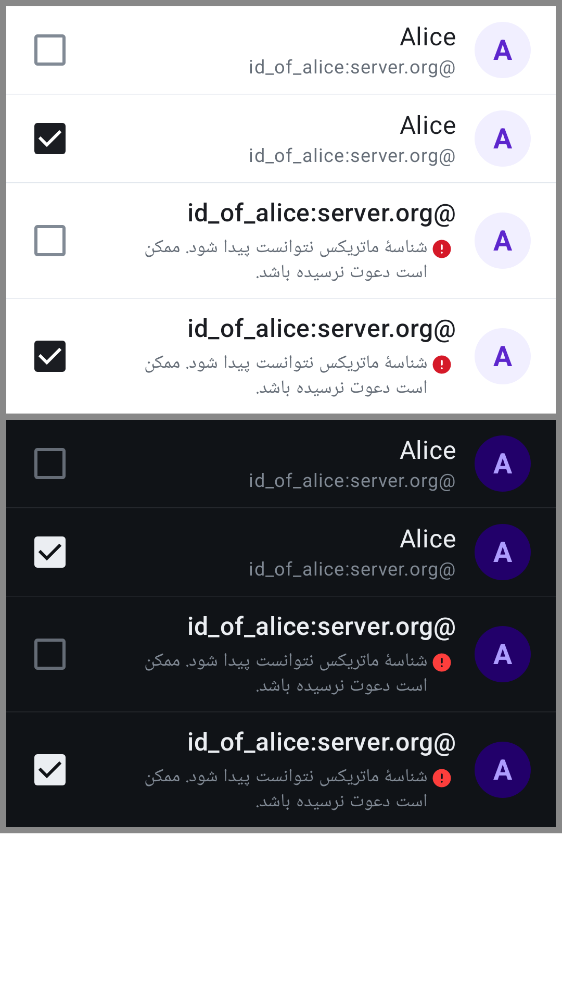 Alice
A
id_of_alice:server.org@
Alice
A
id_of_alice:server.org@
id_of_alice:server.org@
A
شناسهٔ ماتریکس نتوانست پیدا شود. ممکن
است دعوت نرسیده باشد.
id_of_alice:server.org@
A
شناسهٔ ماتریکس نتوانست پیدا شود. ممکن
است دعوت نرسیده باشد.
Alice
A
id_of_alice:server.org@
Alice
A
id_of_alice:server.org@
id_of_alice:server.org@
A
شناسهٔ ماتریکس نتوانست پیدا شود. ممکن
است دعوت نرسیده باشد.
id_of_alice:server.org@
A
شناسهٔ ماتریکس نتوانست پیدا شود. ممکن
است دعوت نرسیده باشد.